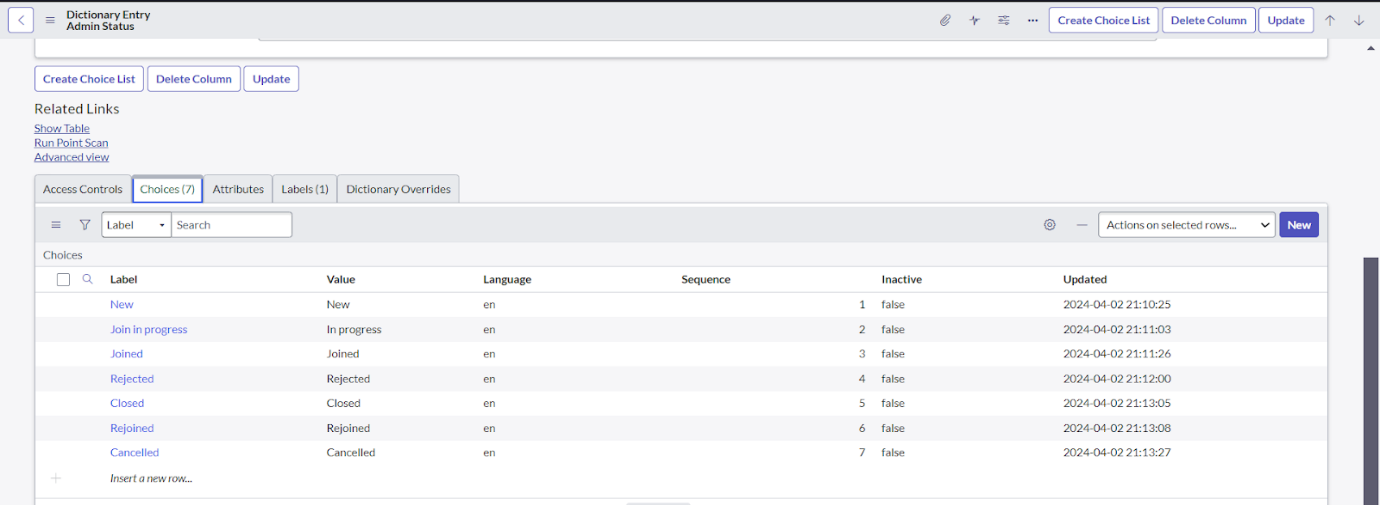 Dictionary Entry
Admin Status
Create Choice List Delete Column Update
Create Choice List Delete Column Update
Related Links
Show Table
Run Point Scan
Advanced view
Access Controls Choices (7) Attributes Labels (1) Dictionary Overrides
Label Search Actions on selected rows... New
Choices
Label Value Language Sequence Inactive Updated
New New en 1 false 2024-04-02 21:10:25
Join in progress In progress en 2 false 2024-04-02 21:11:03
Joined Joined en 3 false 2024-04-02 21:11:26
Rejected Rejected en 4 false 2024-04-02 21:12:00
Closed Closed en 5 false 2024-04-02 21:13:05
Rejoined Rejoined en 6 false 2024-04-02 21:13:08
Cancelled Cancelled en 7 false 2024-04-02 21:13:27
Insert a new row...